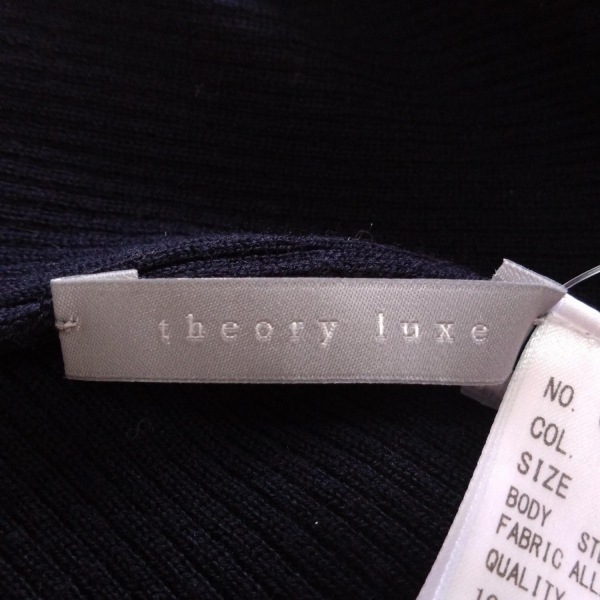 theory luxe
NO.
COL.
SIZE
BODY
FABRIC ALL
QUALITY